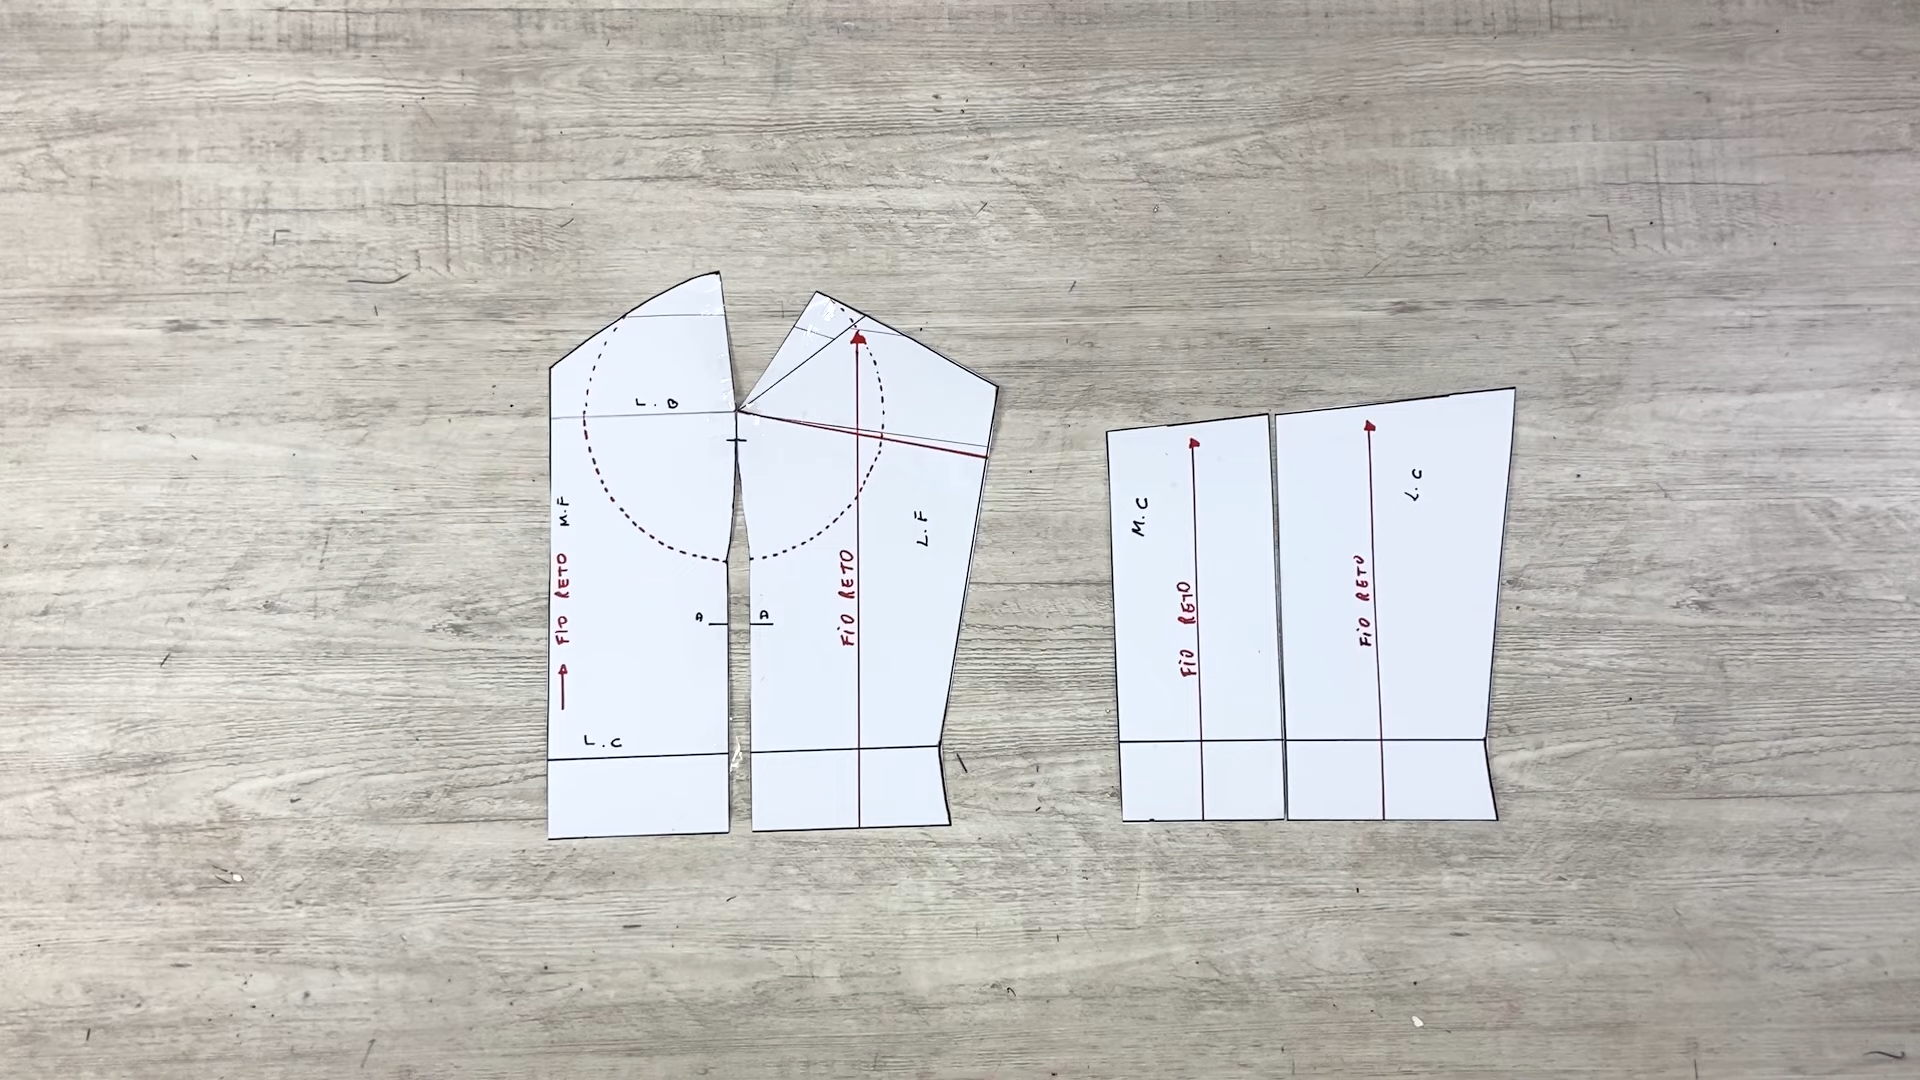 L.B
M.F
FIO RETO
D
L.C
D
FIO RETO
L.F
M.C
FIO RETO
L.C
FIO RETO